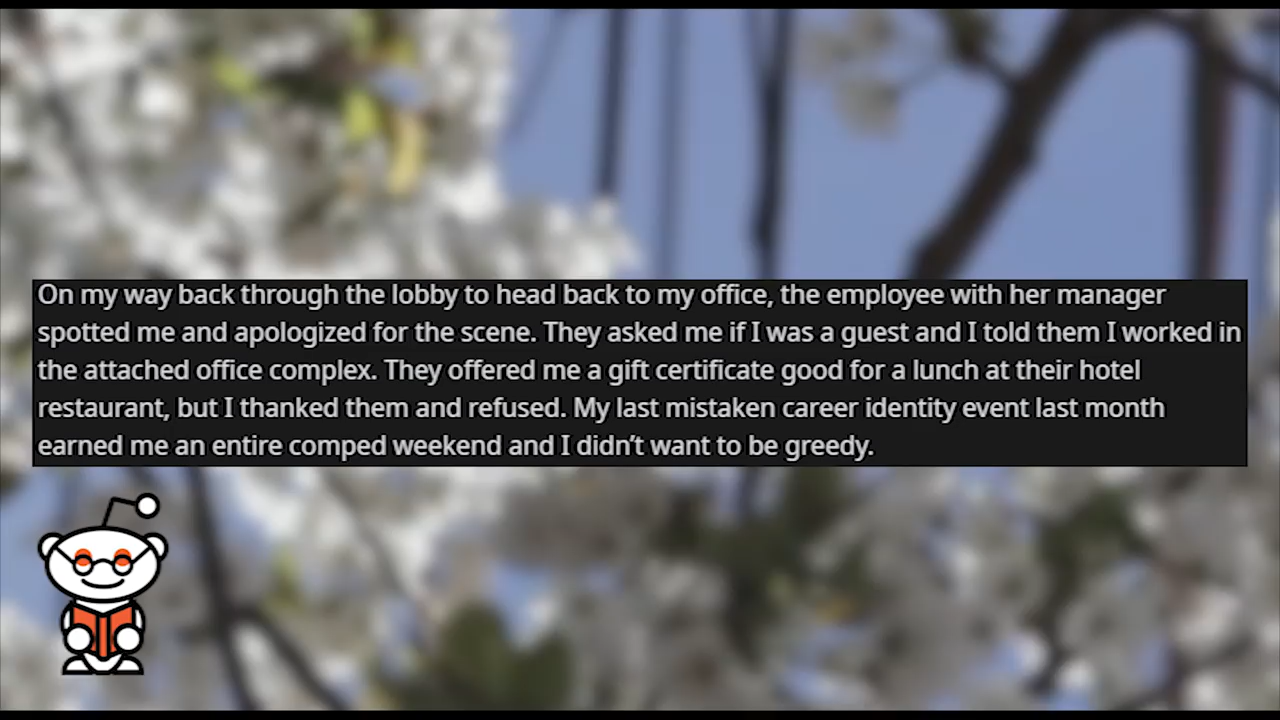 On my way back through the lobby to head back to my office, the employee with her manager
spotted me and apologized for the scene. They asked me if I was a guest and I told them I worked in
the attached office complex. They offered me a gift certificate good for a lunch at their hotel
restaurant, but I thanked them and refused. My last mistaken career identity event last month
earned me an entire comped weekend and I didn’t want to be greedy.